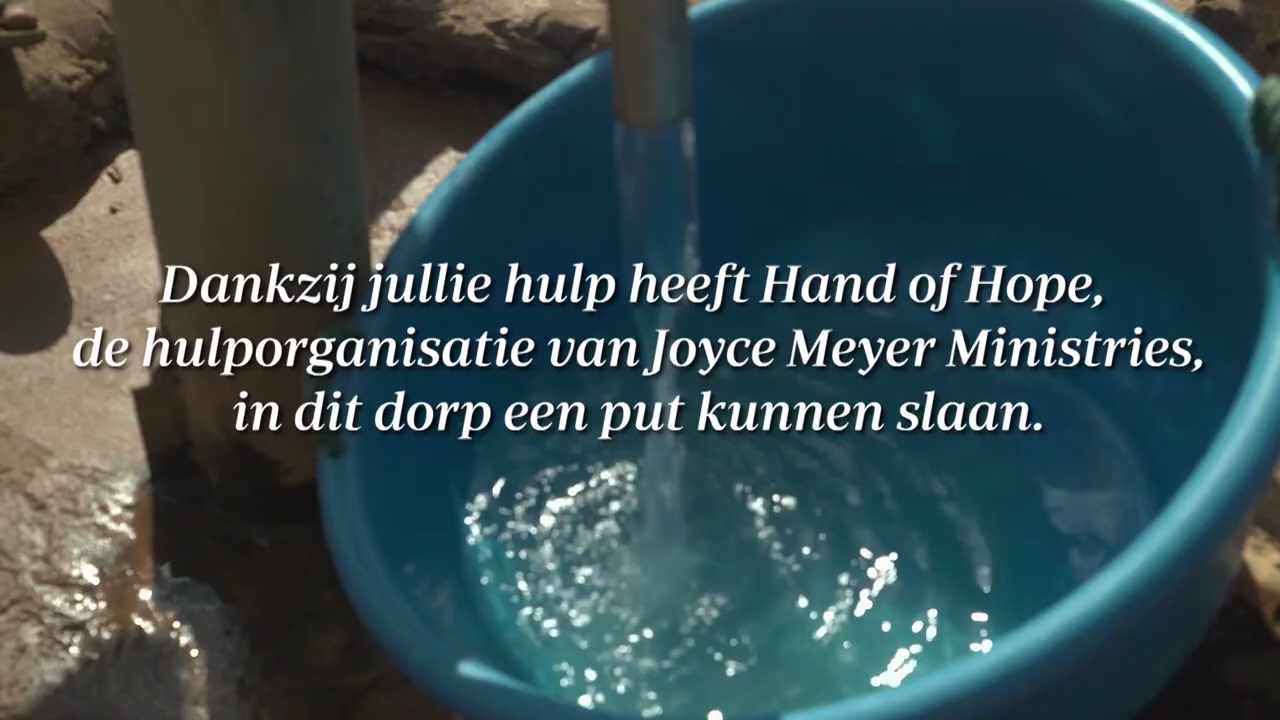 Dankzij jullie hulp heeft Hand of Hope,
de hulporganisatie van Joyce Meyer Ministries,
in dit dorp een put kunnen slaan.